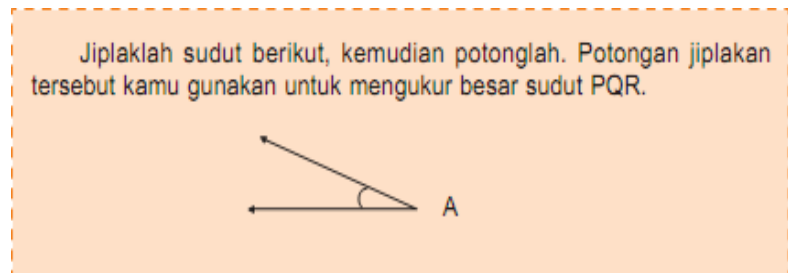 Jiplaklah sudut berikut, kemudian potonglah. Potongan jiplakan
tersebut kamu gunakan untuk mengukur besar sudut PQR.
A